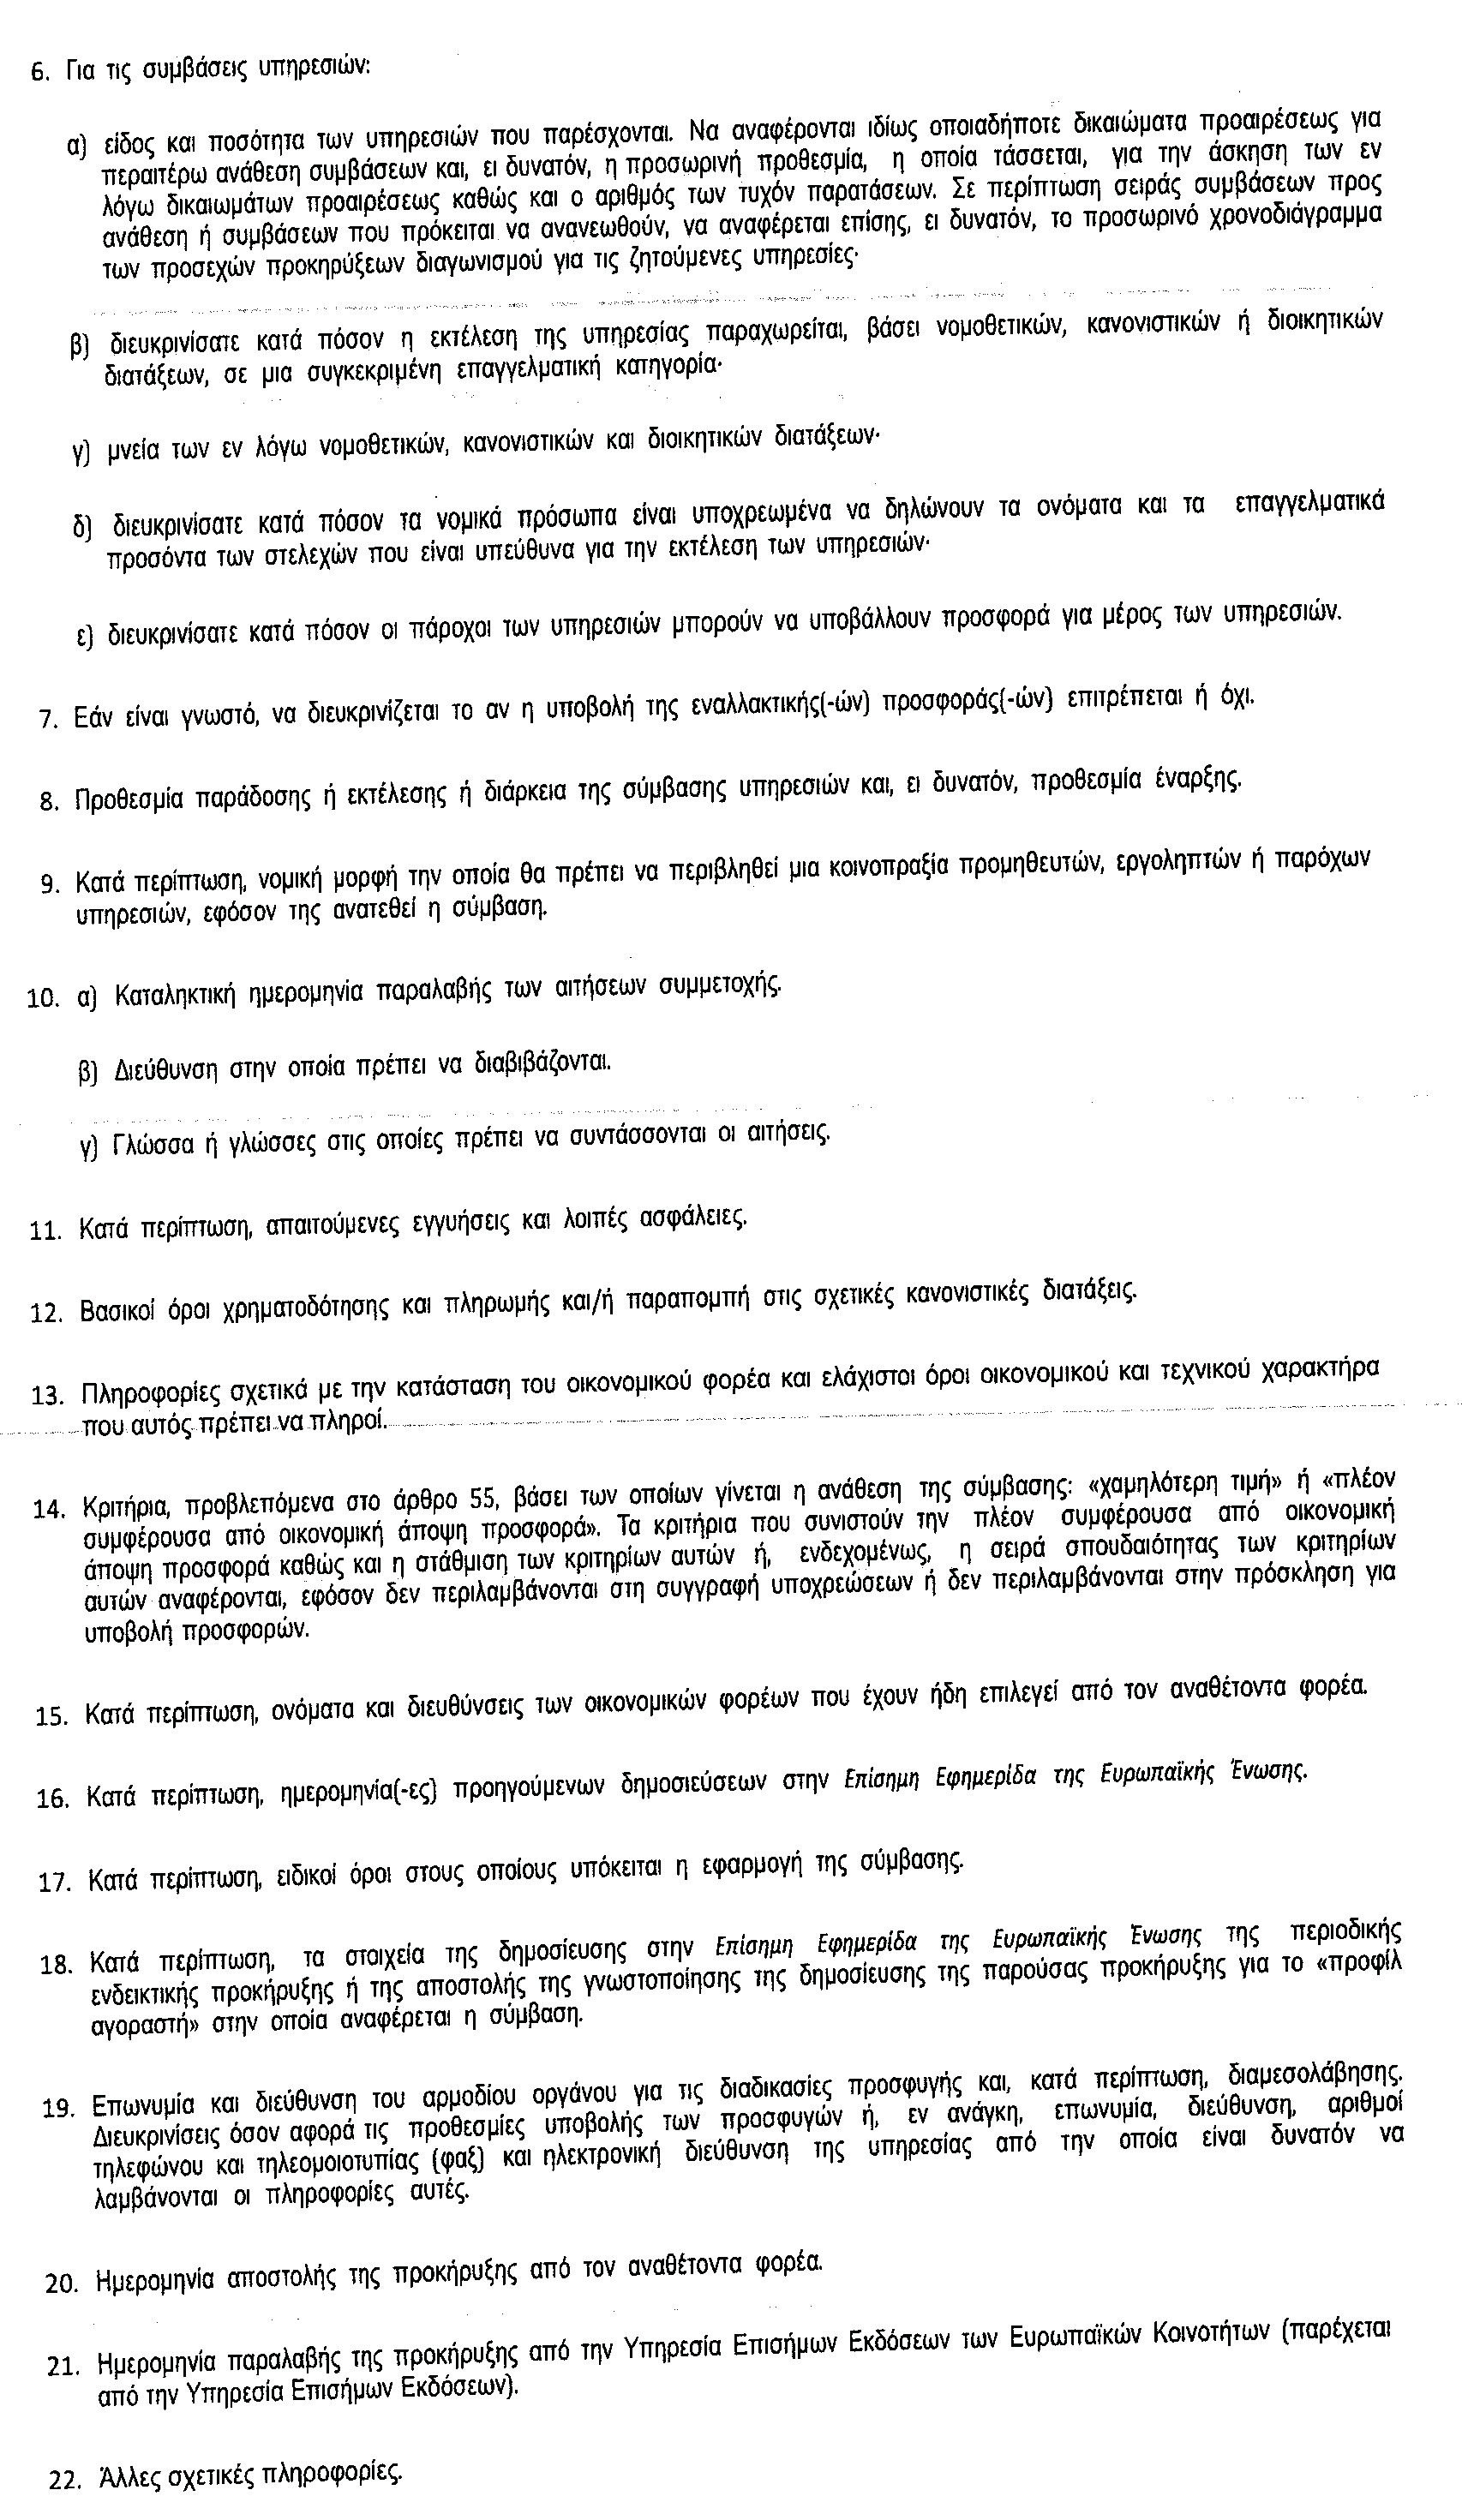 6. Για τις συμβάσεις υπηρεσιών:
α) είδος και ποσότητα των υπηρεσιών που παρέσχονται. Να αναφέρονται ιδίως οποιαδήποτε δικαιώματα προαιρέσεως για
περαιτέρω ανάθεση συμβάσεων και, ει δυνατόν, η προσωρινή προθεσμία, η οποία τάσσεται, για την άσκηση των εν
λόγω δικαιωμάτων προαιρέσεως καθώς και ο αριθμός των τυχόν παρατάσεων. Σε περίπτωση σειράς συμβάσεων προς
ανάθεση ή συμβάσεων που πρόκειται να ανανεωθούν, να αναφέρεται επίσης, ει δυνατόν, το προσωρινό χρονοδιάγραμμα
των προσεχών προκηρύξεων διαγωνισμού για τις ζητούμενες υπηρεσίες·
β) διευκρινίσατε κατά πόσον η εκτέλεση της υπηρεσίας παραχωρείται, βάσει νομοθετικών, κανονιστικών ή διοικητικών
διατάξεων, σε μια συγκεκριμένη επαγγελματική κατηγορία·
γ) μνεία των εν λόγω νομοθετικών, κανονιστικών και διοικητικών διατάξεων·
δ) διευκρινίσατε κατά πόσον τα νομικά πρόσωπα είναι υποχρεωμένα να δηλώνουν τα ονόματα και τα επαγγελματικά
προσόντα των στελεχών που είναι υπεύθυνα για την εκτέλεση των υπηρεσιών·
ε) διευκρινίσατε κατά πόσον οι πάροχοι των υπηρεσιών μπορούν να υποβάλλουν προσφορά για μέρος των υπηρεσιών.
7. Εάν είναι γνωστό, να διευκρινίζεται το αν η υποβολή της εναλλακτικής(-ών) προσφοράς(-ών) επιτρέπεται ή όχι.
8. Προθεσμία παράδοσης ή εκτέλεσης ή διάρκεια της σύμβασης υπηρεσιών και, ει δυνατόν, προθεσμία έναρξης.
9. Κατά περίπτωση, νομική μορφή την οποία θα πρέπει να περιβληθεί μια κοινοπραξία προμηθευτών, εργοληπτών ή παρόχων
υπηρεσιών, εφόσον της ανατεθεί η σύμβαση.
10. α) Καταληκτική ημερομηνία παραλαβής των αιτήσεων συμμετοχής.
β) Διεύθυνση στην οποία πρέπει να διαβιβάζονται.
γ) Γλώσσα ή γλώσσες στις οποίες πρέπει να συντάσσονται οι αιτήσεις.
11. Κατά περίπτωση, απαιτούμενες εγγυήσεις και λοιπές ασφάλειες.
12. Βασικοί όροι χρηματοδότησης και πληρωμής και/ή παραπομπή στις σχετικές κανονιστικές διατάξεις.
13. Πληροφορίες σχετικά με την κατάσταση του οικονομικού φορέα και ελάχιστοι όροι οικονομικού και τεχνικού χαρακτήρα
που αυτός πρέπει να πληροί.
14. Κριτήρια, προβλεπόμενα στο άρθρο 55, βάσει των οποίων γίνεται η ανάθεση της σύμβασης: «χαμηλότερη τιμή» ή «πλέον
συμφέρουσα από οικονομική άποψη προσφορά». Τα κριτήρια που συνιστούν την πλέον συμφέρουσα από οικονομική
άποψη προσφορά καθώς και η στάθμιση των κριτηρίων αυτών ή, ενδεχομένως, η σειρά σπουδαιότητας των κριτηρίων
αυτών αναφέρονται, εφόσον δεν περιλαμβάνονται στη συγγραφή υποχρεώσεων ή δεν περιλαμβάνονται στην πρόσκληση για
υποβολή προσφορών.
15. Κατά περίπτωση, ονόματα και διευθύνσεις των οικονομικών φορέων που έχουν ήδη επιλεγεί από τον αναθέτοντα φορέα.
16. Κατά περίπτωση, ημερομηνία(-ες) προηγούμενων δημοσιεύσεων στην Επίσημη Εφημερίδα της Ευρωπαϊκής Ένωσης.
17. Κατά περίπτωση, ειδικοί όροι στους οποίους υπόκειται η εφαρμογή της σύμβασης.
18. Κατά περίπτωση, τα στοιχεία της δημοσίευσης στην Επίσημη Εφημερίδα της Ευρωπαϊκής Ένωσης της περιοδικής
ενδεικτικής προκήρυξης ή της αποστολής της γνωστοποίησης της δημοσίευσης της παρούσας προκήρυξης για το «προφίλ
αγοραστή» στην οποία αναφέρεται η σύμβαση.
19. Επωνυμία και διεύθυνση του αρμοδίου οργάνου για τις διαδικασίες προσφυγής και, κατά περίπτωση, διαμεσολάβησης.
Διευκρινίσεις όσον αφορά τις προθεσμίες υποβολής των προσφυγών ή, εν ανάγκη, επωνυμία, διεύθυνση, αριθμοί
τηλεφώνου και τηλεομοιοτυπίας (φαξ) και ηλεκτρονική διεύθυνση της υπηρεσίας από την οποία είναι δυνατόν να
λαμβάνονται οι πληροφορίες αυτές.
20. Ημερομηνία αποστολής της προκήρυξης από τον αναθέτοντα φορέα.
21. Ημερομηνία παραλαβής της προκήρυξης από την Υπηρεσία Επισήμων Εκδόσεων των Ευρωπαϊκών Κοινοτήτων (παρέχεται
από την Υπηρεσία Επισήμων Εκδόσεων).
22. Άλλες σχετικές πληροφορίες.